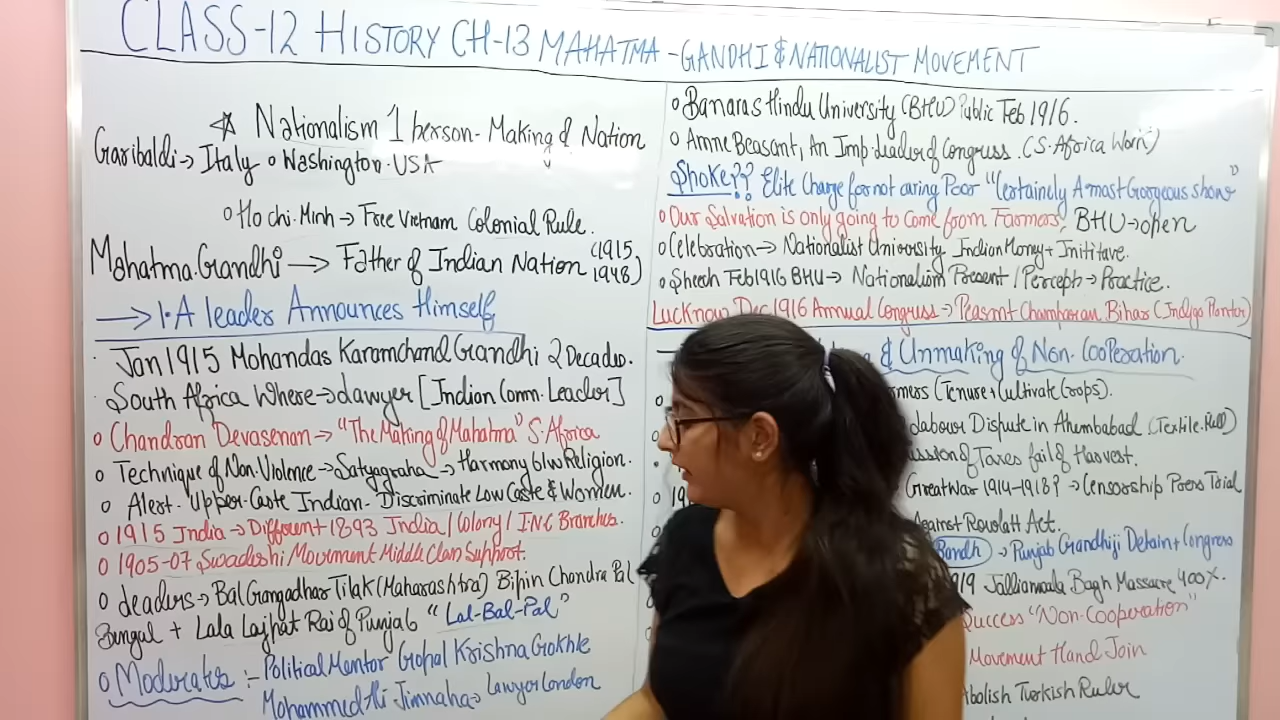 CLASS-12 HISTORY CH-13 MAHATMA - GANDHI & NATIONALIST MOVEMENT
☆ Nationalism 1 person - Making of Nation
Garibaldi → Italy o Washington - USA
o Ho chi-Minh → Free Vietnam Colonial Rule.
Mahatma Gandhi → Father of Indian Nation (1915, 1948)
→ 1. A leader Announces Himself
. Jan 1915 Mohandas Karamchand Gandhi 2 Decades.
. South Africa Where → Lawyer [Indian Comm. Leader]
o Chandran Devasenan → "The Making of Mahatma" S. Africa
o Technique of Non-Violence → Satyagraha → Harmony b/w Religion.
o Alert - Upper-Caste Indian - Discriminate Low Caste & Women.
o 1915 India → Different 1893 India / Colony / INC Branches.
o 1905-07 Swadeshi Movement Middle Class Support.
o Leaders → Bal Gangadhar Tilak (Maharashtra) Bipin Chandra Pal
Bengal + Lala Lajpat Rai of Punjab "Lal-Bal-Pal"
o Moderates :- Political Mentor Gopal Krishna Gokhle
Mohammed Ali Jinnaha → Lawyer London
o Banaras Hindu University (BHU) Public Feb 1916.
o Anne Beasant, An Imp. leader of Congress. (S. Africa Worn)
Spoke?? Elite Charge for not caring Poor "Certaincly A most Gorgeous show"
o Our Salvation is only going to Come from Farmers, BHU → open
o Celebration → Nationalist University Indian Money + Inititave.
o Speech Feb 1916 BHU → Nationalism Present / Percept → Practice.
Lucknow Dec 1916 Annual Congress → Peasant Champaran Bihar (Indigo Plantor)
& Unmaking of Non-Cooperation.
o rmers (Tenure + Cultivate Crops).
Labour Dispute in Ahembabad (Textile-Mill)
ission of Taxes fail of Harvest.
o 19 Great War 1914-1918? → Censorship Press Trial
Against Rowlatt Act.
Bandh → Punjab Gandhiji Detain + Congress
919 Jallianwala Bagh Massacre 400 X.
Success "Non-Cooperation"
Movement Hand Join
Abolish Turkish Ruler